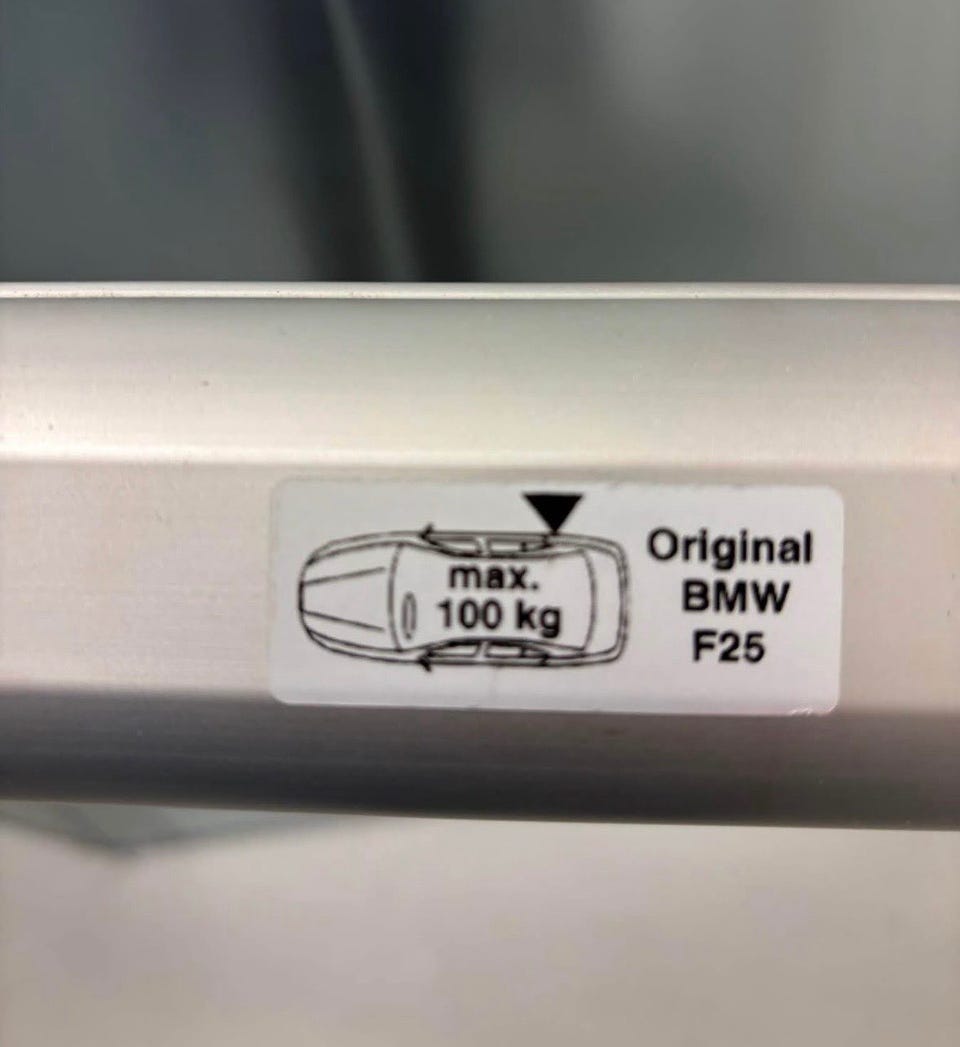 max.
100 kg
Original
BMW
F25